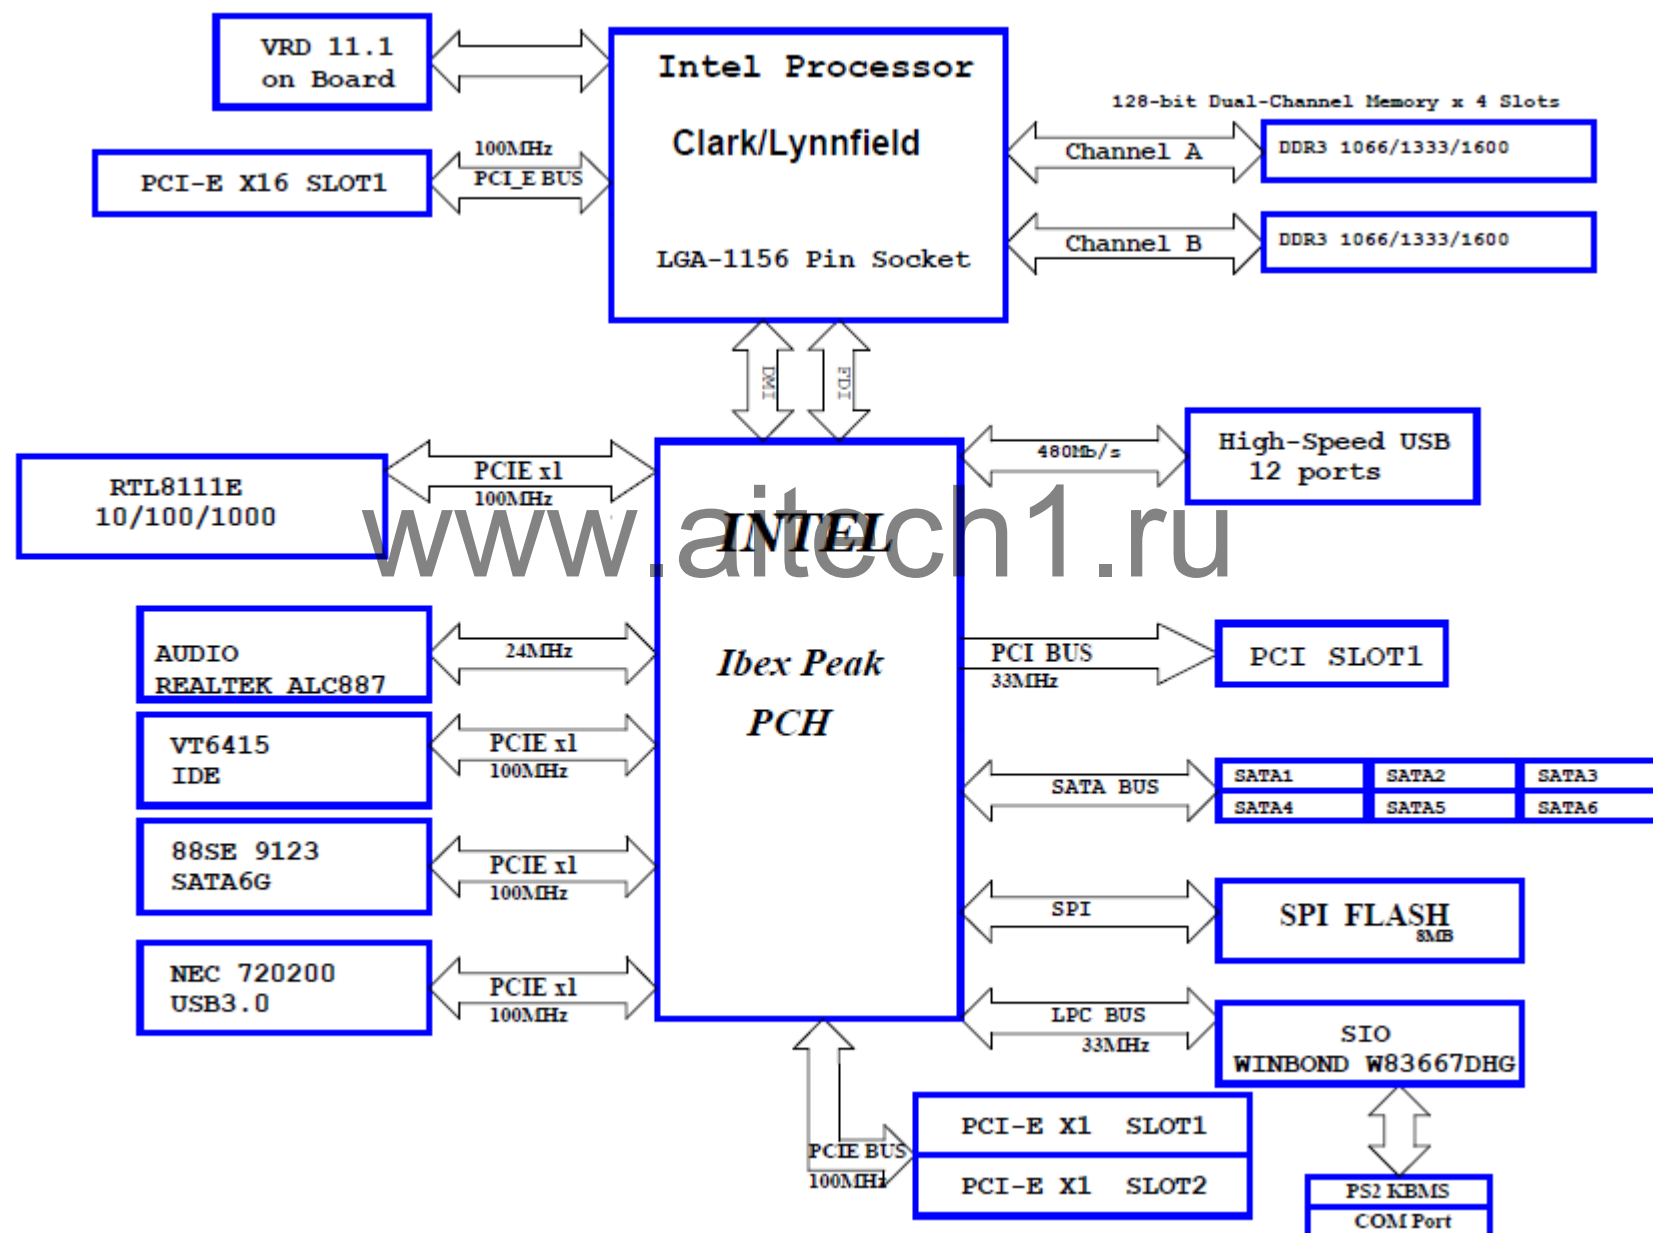 VRD 11.1
on Board
Intel Processor
Clark/Lynnfield
LGA-1156 Pin Socket
128-bit Dual-Channel Memory x 4 Slots
Channel A
DDR3 1066/1333/1600
Channel B
DDR3 1066/1333/1600
PCI-E X16 SLOT1
100MHz
PCI_E BUS
DMI
FDI
RTL8111E
10/100/1000
PCIE x1
100MHz
480Mb/s
High-Speed USB
12 ports
www.aitech1.ru
INTEL
Ibex Peak
PCH
AUDIO
REALTEK ALC887
24MHz
PCI BUS
33MHz
PCI SLOT1
VT6415
IDE
PCIE x1
100MHz
SATA BUS
SATA1 SATA2 SATA3
SATA4 SATA5 SATA6
88SE 9123
SATA6G
PCIE x1
100MHz
SPI
SPI FLASH
8MB
NEC 720200
USB3.0
PCIE x1
100MHz
LPC BUS
33MHz
SIO
WINBOND W83667DHG
PCIE BUS
100MHz
PCI-E X1 SLOT1
PCI-E X1 SLOT2
PS2 KBMS
COM Port